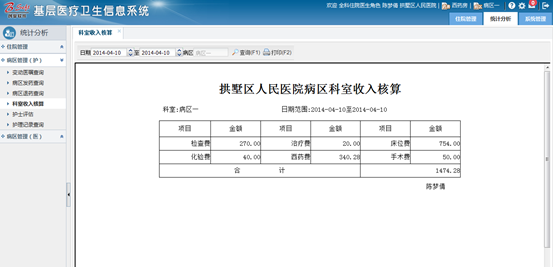 基层医疗卫生信息系统
欢迎 全科住院医生角色 陈梦倩 拱墅区人民医院 西药房 病区一
住院管理 统计分析 系统管理
统计分析
住院管理
病区管理(护)
变动医嘱查询
病区发药查询
病区退药查询
科室收入核算
护士评估
护理记录查询
病区管理(医)
科室收入核算
日期 2014-04-10 至 2014-04-10 病区 病区一 查询(F1) 打印(F2)
拱墅区人民医院病区科室收入核算
科室:病区一 日期范围:2014-04-10至2014-04-10
项目 金额 项目 金额 项目 金额
检查费 270.00 治疗费 20.00 床位费 754.00
化验费 40.00 西药费 340.28 手术费 50.00
合 计 1474.28
陈梦倩